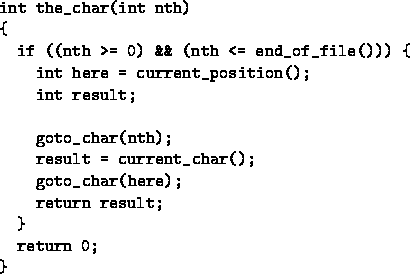 int the_char(int nth)
{
  if ((nth >= 0) && (nth <= end_of_file())) {
    int here = current_position();
    int result;

    goto_char(nth);
    result = current_char();
    goto_char(here);
    return result;
  }
  return 0;
}